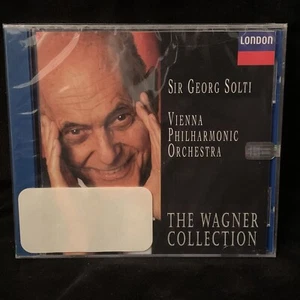 LONDON
SIR GEORG SOLTI
VIENNA
PHILHARMONIC
ORCHESTRA
THE WAGNER
COLLECTION